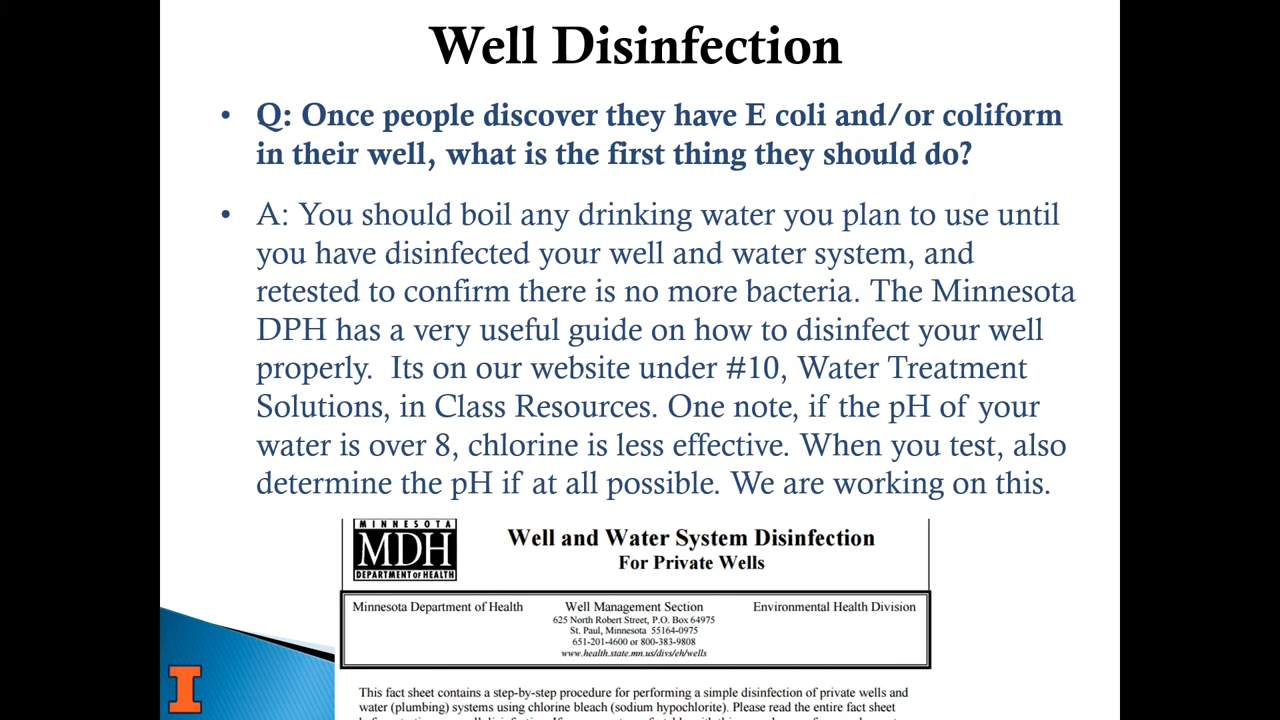 Well Disinfection
• Q: Once people discover they have E coli and/or coliform
in their well, what is the first thing they should do?
• A: You should boil any drinking water you plan to use until
you have disinfected your well and water system, and
retested to confirm there is no more bacteria. The Minnesota
DPH has a very useful guide on how to disinfect your well
properly.  Its on our website under #10, Water Treatment
Solutions, in Class Resources. One note, if the pH of your
water is over 8, chlorine is less effective. When you test, also
determine the pH if at all possible. We are working on this.
MINNESOTA
MDH
DEPARTMENT OF HEALTH
Well and Water System Disinfection
For Private Wells
Minnesota Department of Health
Well Management Section
625 North Robert Street, P.O. Box 64975
St. Paul, Minnesota 55164-0975
651-201-4600 or 800-383-9808
www.health.state.mn.us/divs/eh/wells
Environmental Health Division
This fact sheet contains a step-by-step procedure for performing a simple disinfection of private wells and
water (plumbing) systems using chlorine bleach (sodium hypochlorite). Please read the entire fact sheet
I